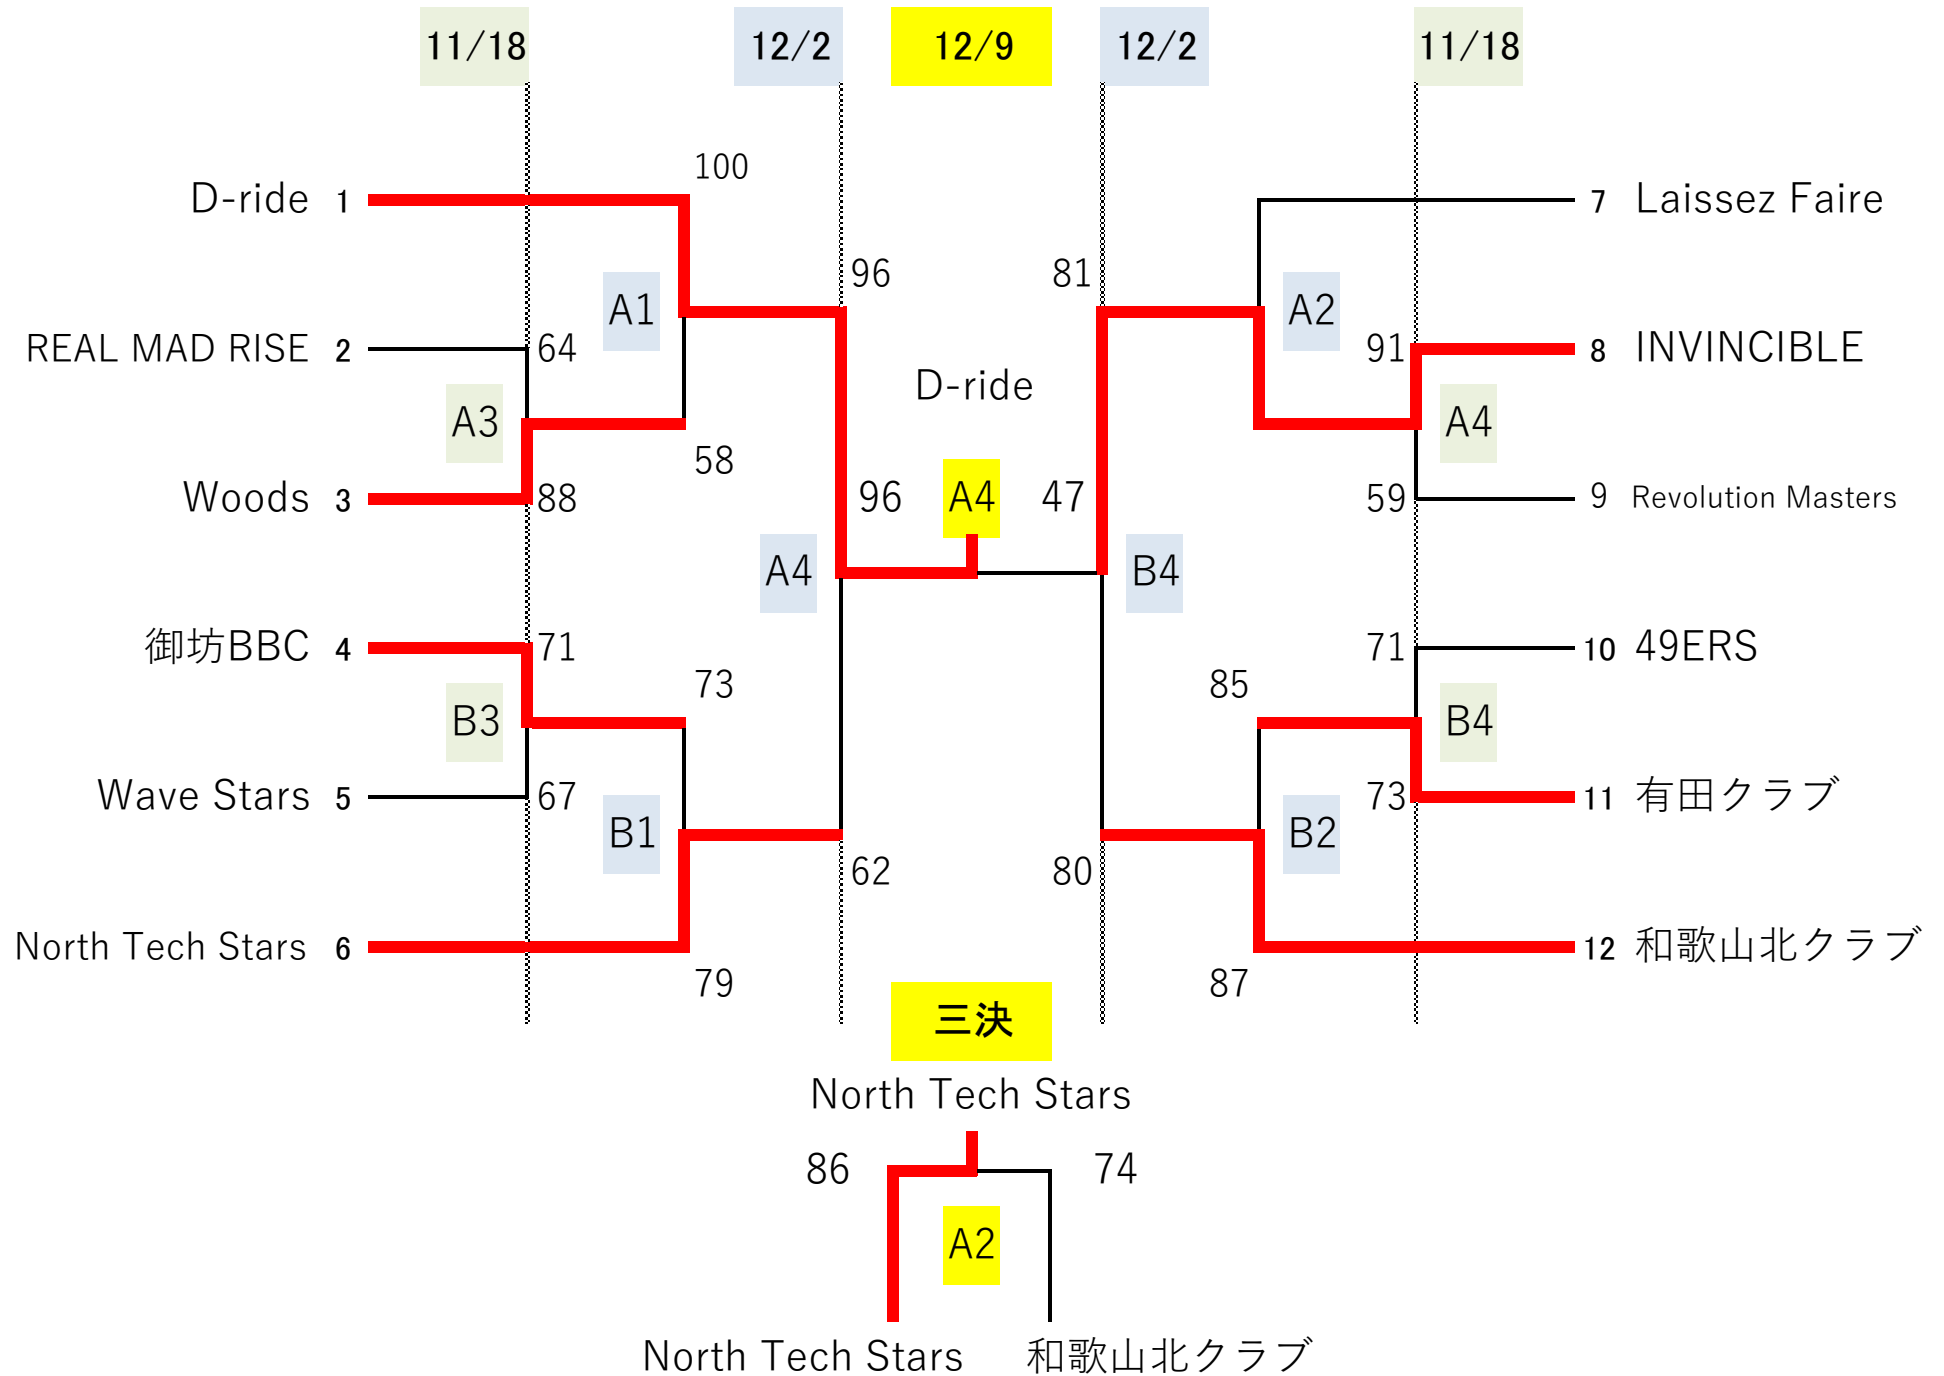 11/18 12/2 12/9 12/2 11/18
100
D-ride 1 7 Laissez Faire
96 81
A1 A2
REAL MAD RISE 2 64 91 8 INVINCIBLE
D-ride
A3 A4
58
Woods 3 88 96 A4 47 59 9 Revolution Masters
A4 B4
御坊BBC 4 71 71 10 49ERS
73 85
B3 B4
Wave Stars 5 67 73 11 有田クラブ
B1 B2
62 80
North Tech Stars 6 12 和歌山北クラブ
79 87
三決
North Tech Stars
86 74
A2
North Tech Stars 和歌山北クラブ